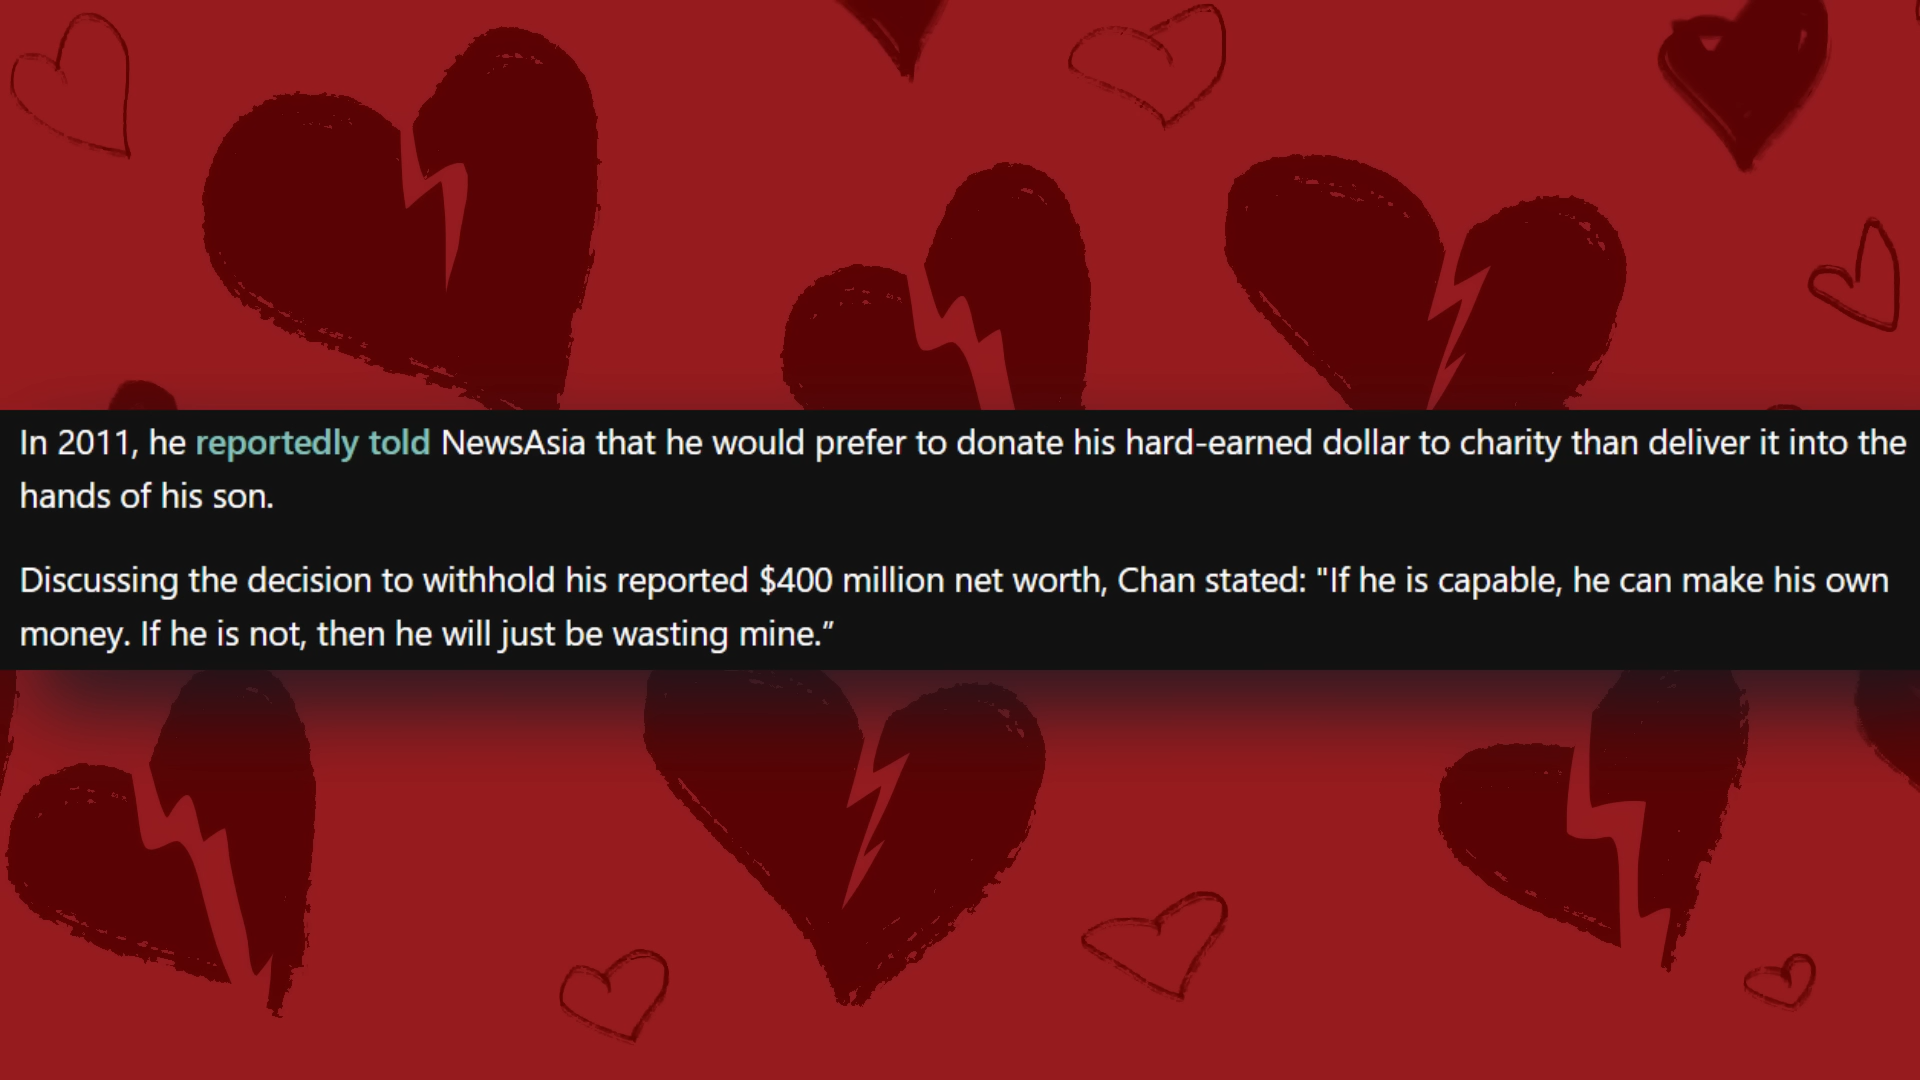 In 2011, he reportedly told NewsAsia that he would prefer to donate his hard-earned dollar to charity than deliver it into the
hands of his son.
Discussing the decision to withhold his reported $400 million net worth, Chan stated: "If he is capable, he can make his own
money. If he is not, then he will just be wasting mine.”